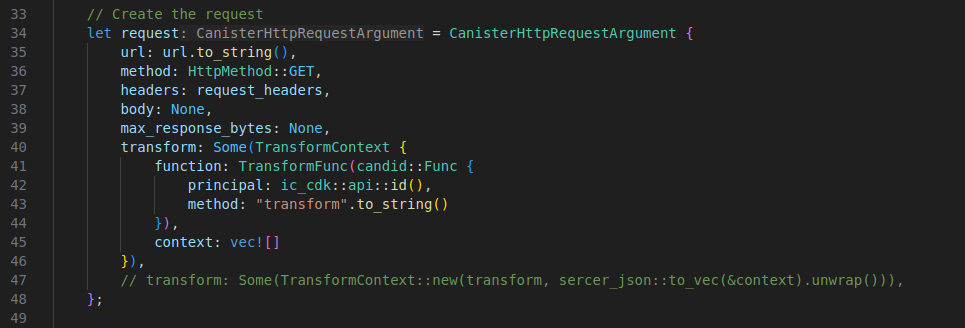 33 // Create the request
34 let request: CanisterHttpRequestArgument = CanisterHttpRequestArgument {
35 url: url.to_string(),
36 method: HttpMethod::GET,
37 headers: request_headers,
38 body: None,
39 max_response_bytes: None,
40 transform: Some(TransformContext {
41 function: TransformFunc(candid::Func {
42 principal: ic_cdk::api::id(),
43 method: "transform".to_string()
44 }),
45 context: vec![]
46 }),
47 // transform: Some(TransformContext::new(transform, sercer_json::to_vec(&context).unwrap())),
48 };
49